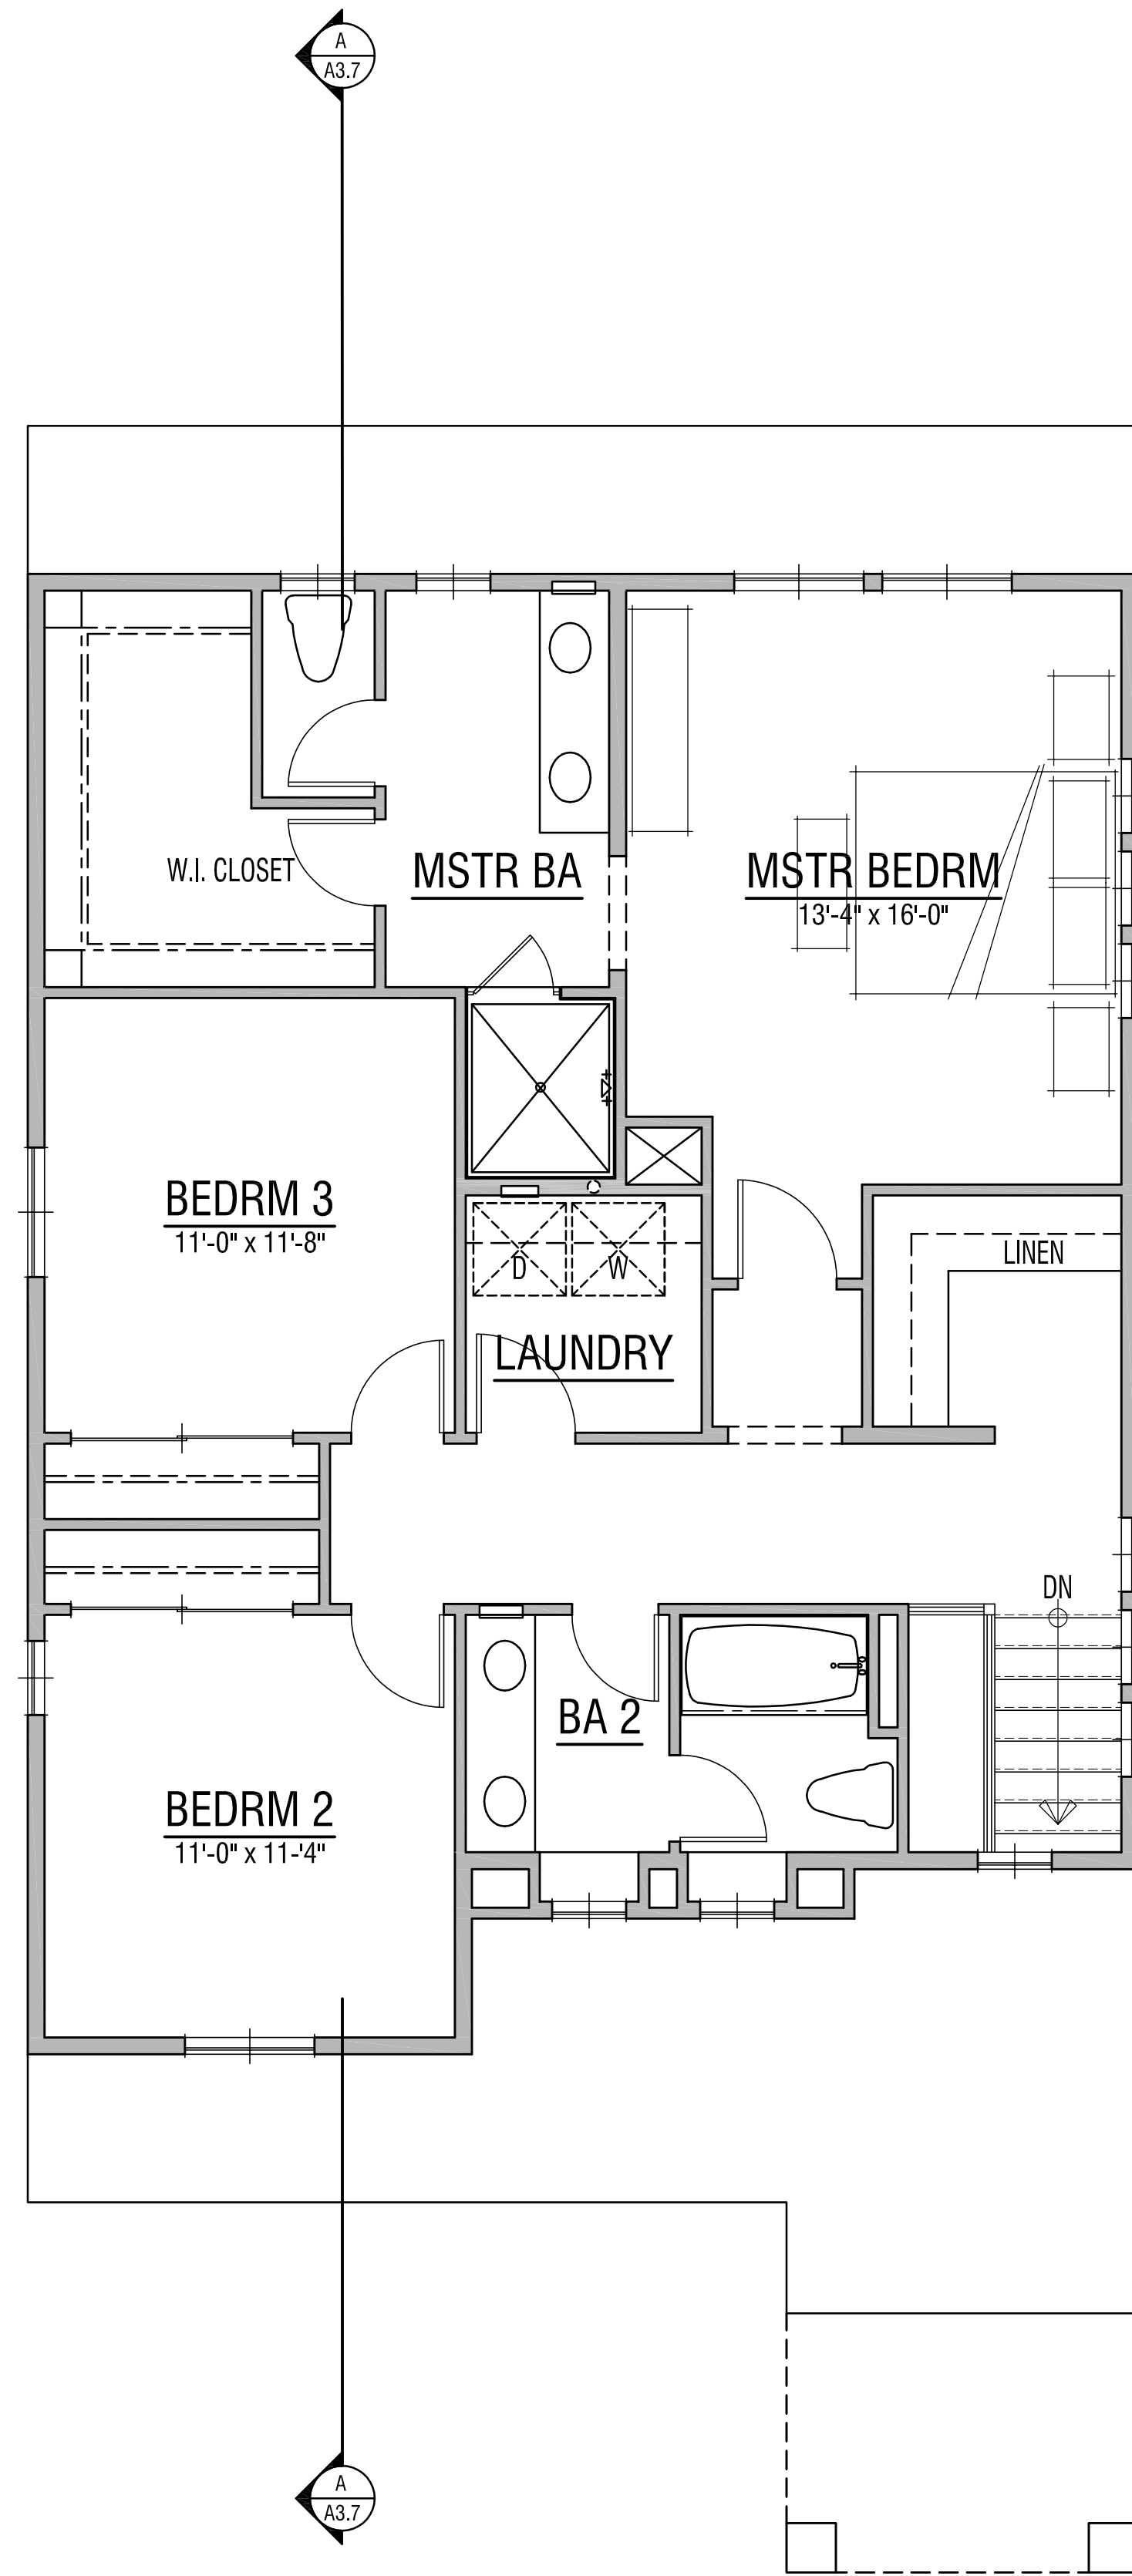 A
A3.7
W.I. CLOSET
MSTR BA
MSTR BEDRM
13'-4" x 16'-0"
BEDRM 3
11'-0" x 11'-8"
D
W
LAUNDRY
LINEN
DN
BA 2
BEDRM 2
11'-0" x 11-'4"
A
A3.7